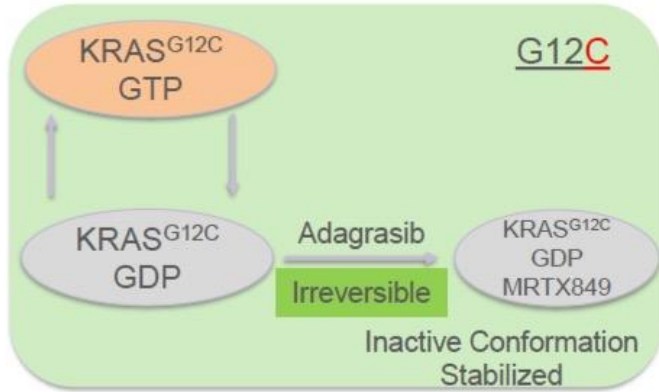 KRASG12C
GTP
G12C
KRASG12C
GDP
Adagrasib
Irreversible
KRASG12C
GDP
MRTX849
Inactive Conformation
Stabilized